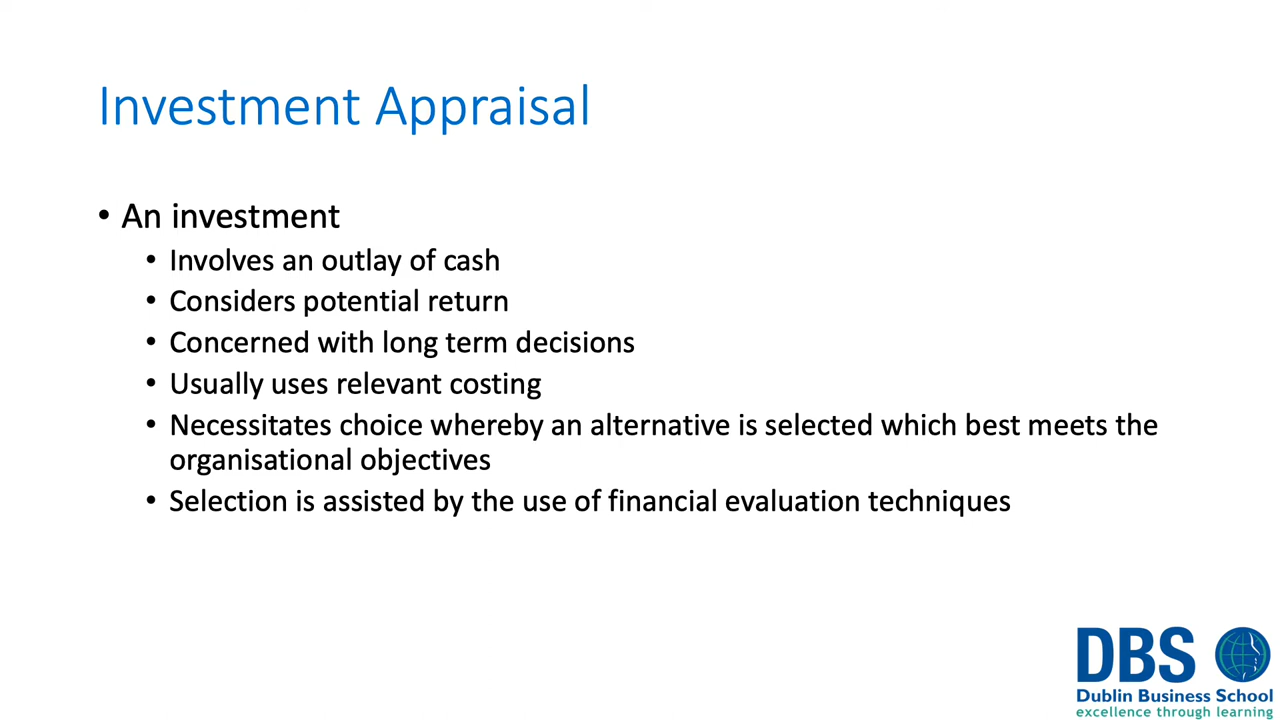 Investment Appraisal
• An investment
• Involves an outlay of cash
• Considers potential return
• Concerned with long term decisions
• Usually uses relevant costing
• Necessitates choice whereby an alternative is selected which best meets the
organisational objectives
• Selection is assisted by the use of financial evaluation techniques
DBS
Dublin Business School
excellence through learning